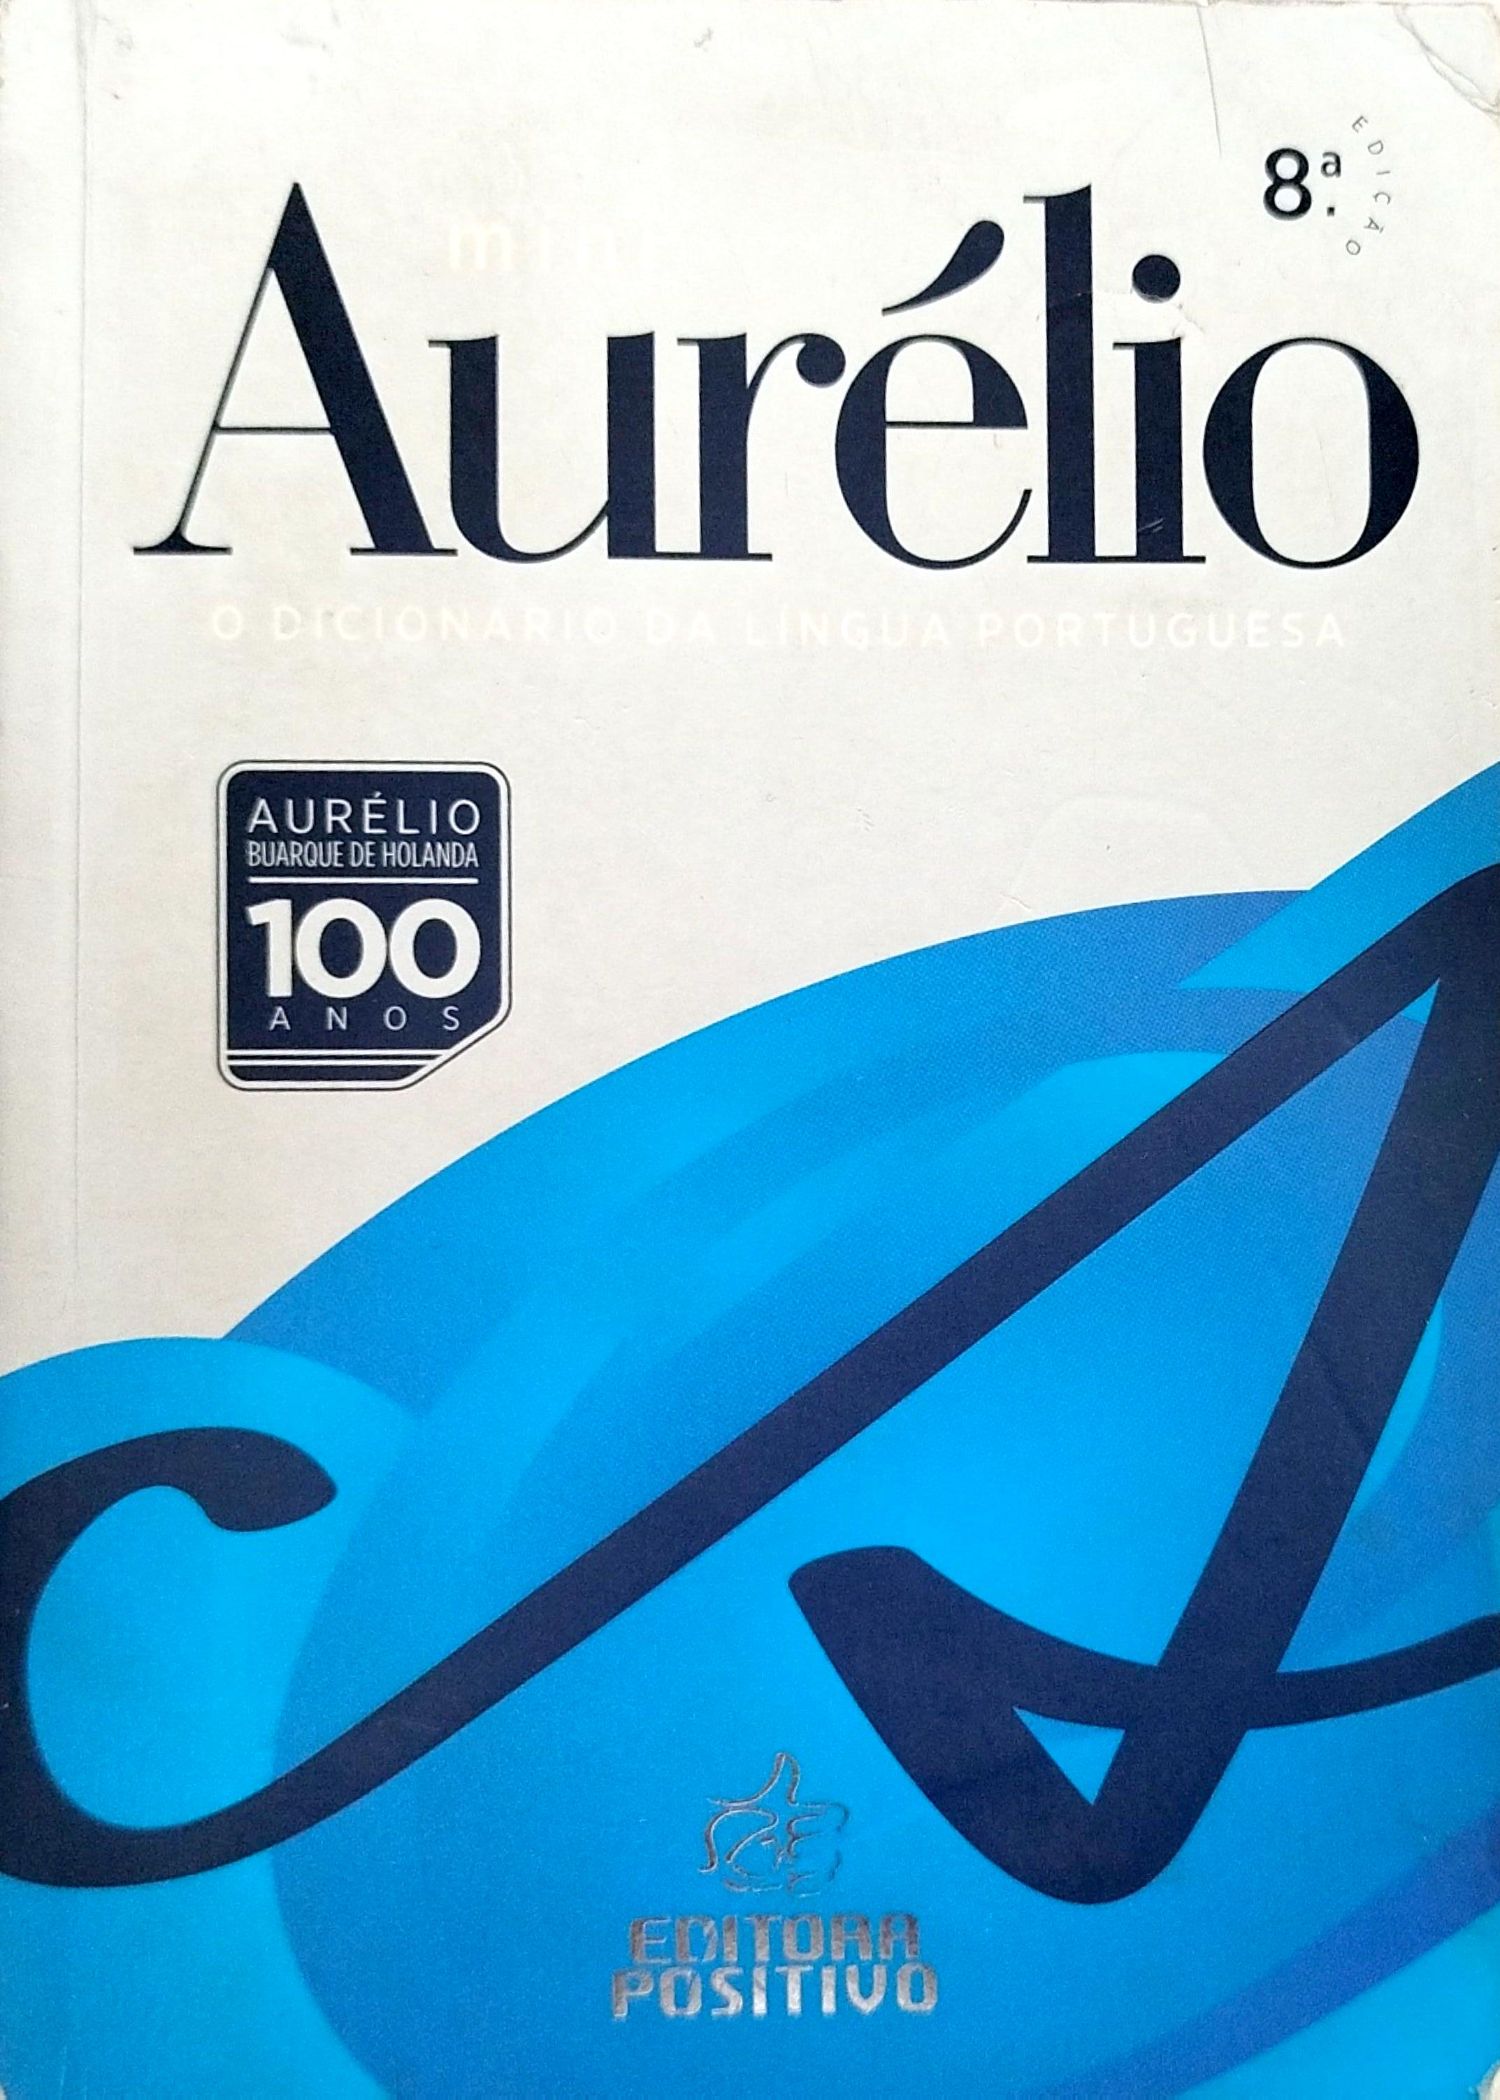 8ª. EDIÇÃO
mini
Aurélio
O DICIONÁRIO DA LÍNGUA PORTUGUESA
AURÉLIO
BUARQUE DE HOLANDA
100
ANOS
EDITORA
POSITIVO